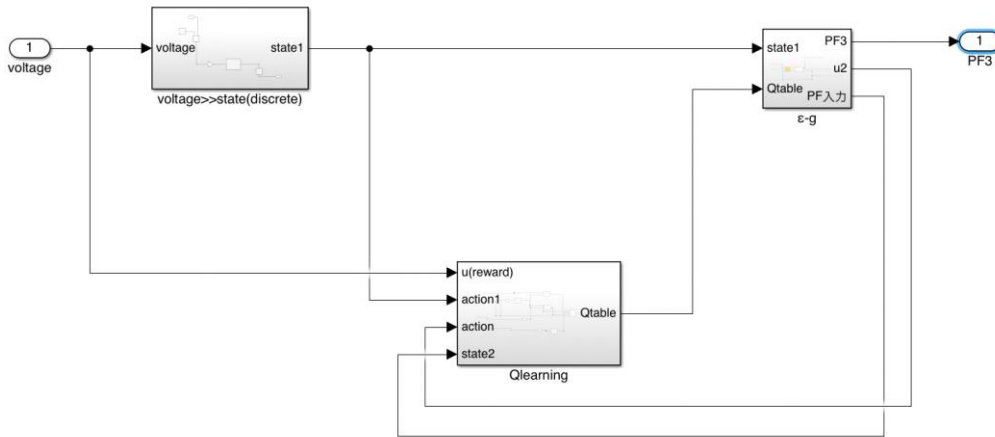 1
voltage
voltage
state1
voltage>>state(discrete)
state1
Qtable
PF3
u2
PF入力
ε-g
1
PF3
u(reward)
action1
action
state2
Qtable
Qlearning